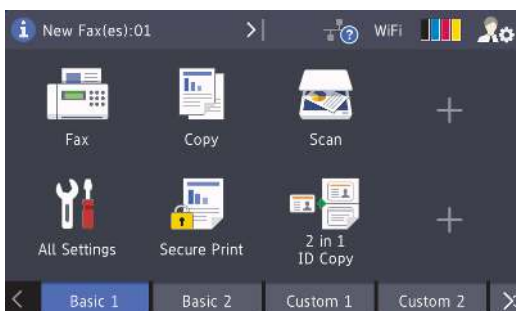 New Fax(es):01
WiFi
Fax
Copy
Scan
All Settings
Secure Print
2 in 1
ID Copy
Basic 1
Basic 2
Custom 1
Custom 2